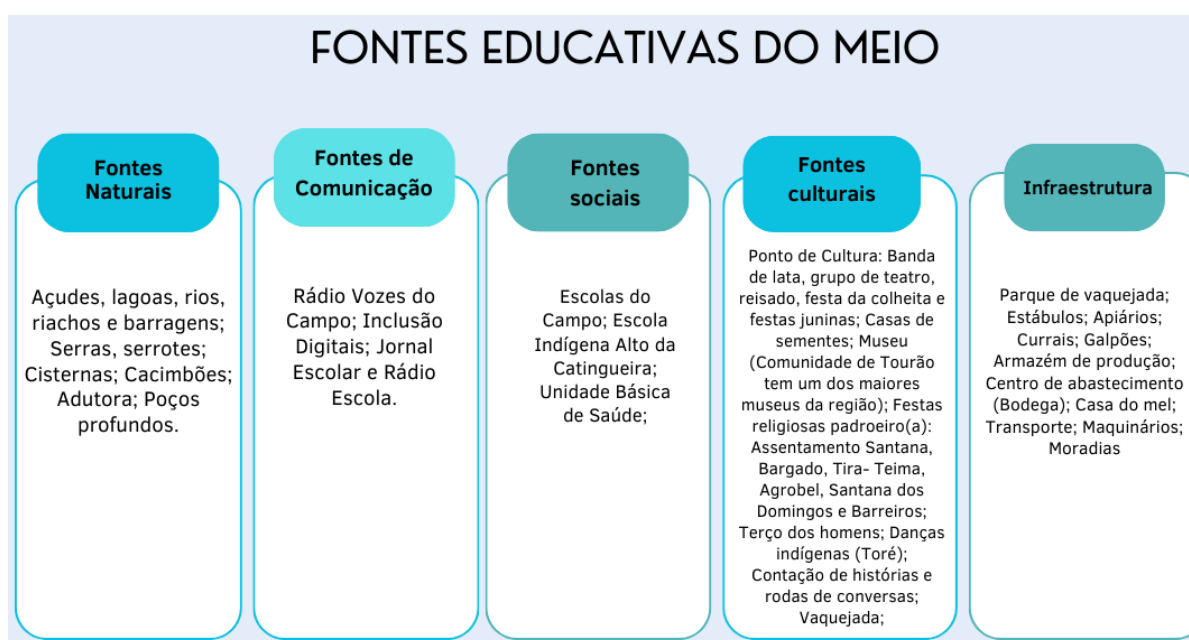 FONTES EDUCATIVAS DO MEIO
Fontes
Naturais
Açudes, lagoas, rios,
riachos e barragens;
Serras, serrotes;
Cisternas; Cacimbões;
Adutora; Poços
profundos.
Fontes de
Comunicação
Rádio Vozes do
Campo; Inclusão
Digitais; Jornal
Escolar e Rádio
Escola.
Fontes
sociais
Escolas do
Campo; Escola
Indígena Alto da
Catingueira;
Unidade Básica
de Saúde;
Fontes
culturais
Ponto de Cultura: Banda
de lata, grupo de teatro,
reisado, festa da colheita e
festas juninas; Casas de
sementes; Museu
(Comunidade de Tourão
tem um dos maiores
museus da região); Festas
religiosas padroeiro(a):
Assentamento Santana,
Bargado, Tira- Teima,
Agrobel, Santana dos
Domingos e Barreiros;
Terço dos homens; Danças
indígenas (Toré);
Contação de histórias e
rodas de conversas;
Vaquejada;
Infraestrutura
Parque de vaquejada;
Estábulos; Apiários;
Currais; Galpões;
Armazém de produção;
Centro de abastecimento
(Bodega); Casa do mel;
Transporte; Maquinários;
Moradias